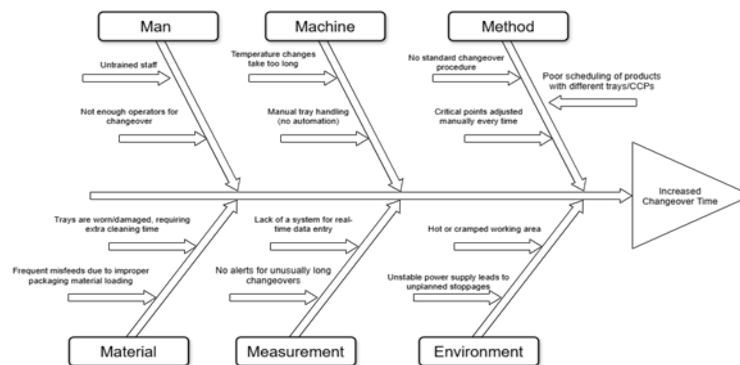 Man
Machine
Method
Untrained staff
Not enough operators for
changeover
Temperature changes
take too long
Manual tray handling
(no automation)
No standard changeover
procedure
Critical points adjusted
manually every time
Poor scheduling of products
with different trays/CCPs
Increased
Changeover Time
Trays are worn/damaged, requiring
extra cleaning time
Frequent misfeeds due to improper
packaging material loading
Lack of a system for real-
time data entry
No alerts for unusually long
changeovers
Hot or cramped working area
Unstable power supply leads to
unplanned stoppages
Material
Measurement
Environment